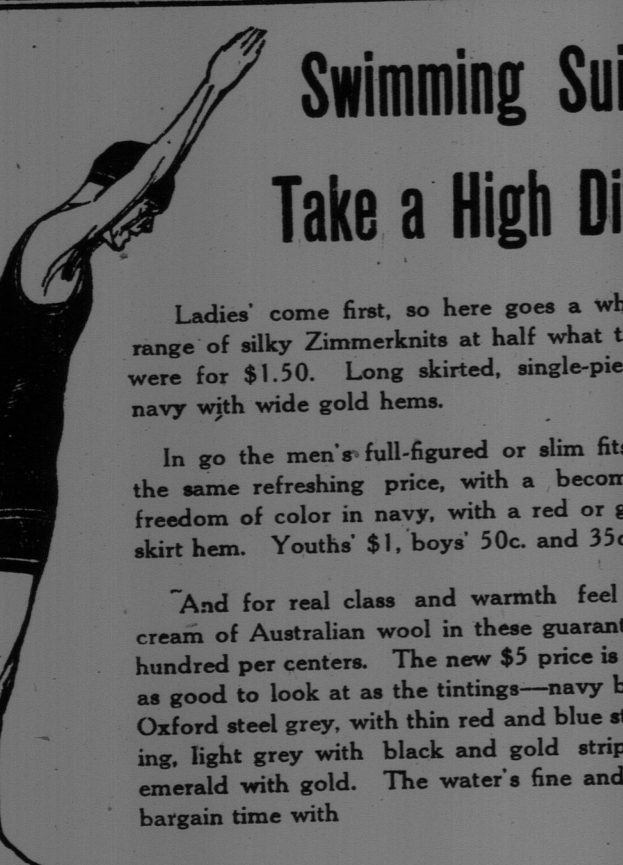 Swimming Sui
Take a High Di
Ladies' come first, so here goes a wh
range of silky Zimmerknits at half what t
were for $1.50. Long skirted, single-pie
navy with wide gold hems.
In go the men's full-figured or slim fits
the same refreshing price, with a becom
freedom of color in navy, with a red or g
skirt hem. Youths' $1, boys' 50c. and 35c
And for real class and warmth feel
cream of Australian wool in these guarant
hundred per centers. The new $5 price is
as good to look at as the tintings—navy b
Oxford steel grey, with thin red and blue st
ing, light grey with black and gold strip
emerald with gold. The water's fine and
bargain time with